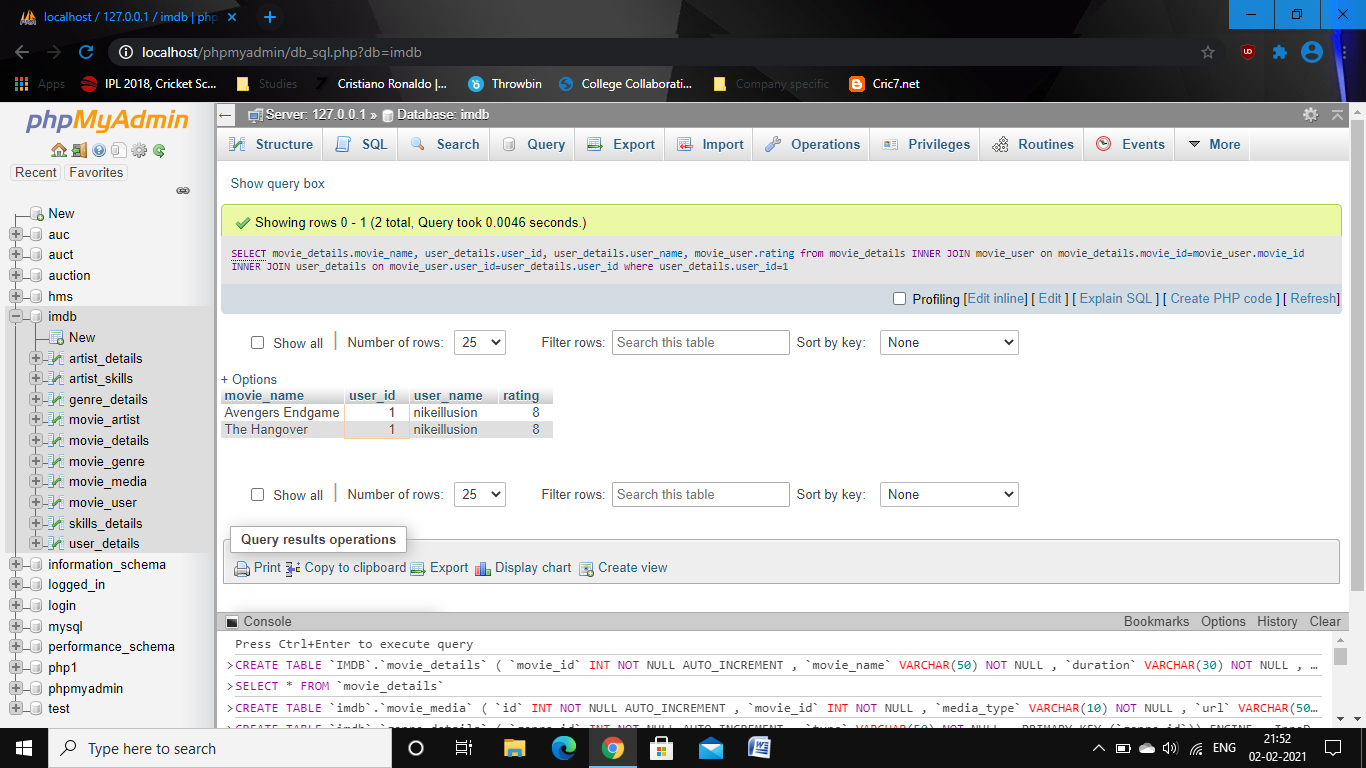 localhost / 127.0.0.1 / imdb | php
localhost/phpmyadmin/db_sql.php?db=imdb
Apps IPL 2018, Cricket Sc... Studies Cristiano Ronaldo |... Throwbin College Collaborati... Company specific Cric7.net
phpMyAdmin
Recent Favorites
New
auc
auct
auction
hms
imdb
New
artist_details
artist_skills
genre_details
movie_artist
movie_details
movie_genre
movie_media
movie_user
skills_details
user_details
information_schema
logged_in
login
mysql
performance_schema
php1
phpmyadmin
test
Server: 127.0.0.1 » Database: imdb
Structure SQL Search Query Export Import Operations Privileges Routines Events More
Show query box
Showing rows 0 - 1 (2 total, Query took 0.0046 seconds.)
SELECT movie_details.movie_name, user_details.user_id, user_details.user_name, movie_user.rating from movie_details INNER JOIN movie_user on movie_details.movie_id=movie_user.movie_id
INNER JOIN user_details on movie_user.user_id=user_details.user_id where user_details.user_id=1
Profiling [Edit inline] [ Edit ] [ Explain SQL ] [ Create PHP code ] [ Refresh]
Show all Number of rows: 25 Filter rows: Search this table Sort by key: None
+ Options
movie_name user_id user_name rating
Avengers Endgame 1 nikeillusion 8
The Hangover 1 nikeillusion 8
Show all Number of rows: 25 Filter rows: Search this table Sort by key: None
Query results operations
Print Copy to clipboard Export Display chart Create view
Console Bookmarks Options History Clear
Press Ctrl+Enter to execute query
>CREATE TABLE `IMDB`.`movie_details` ( `movie_id` INT NOT NULL AUTO_INCREMENT , `movie_name` VARCHAR(50) NOT NULL , `duration` VARCHAR(30) NOT NULL , …
>SELECT * FROM `movie_details`
>CREATE TABLE `imdb`.`movie_media` ( `id` INT NOT NULL AUTO_INCREMENT , `movie_id` INT NOT NULL , `media_type` VARCHAR(10) NOT NULL , `url` VARCHAR(50…
Type here to search
ENG
21:52
02-02-2021